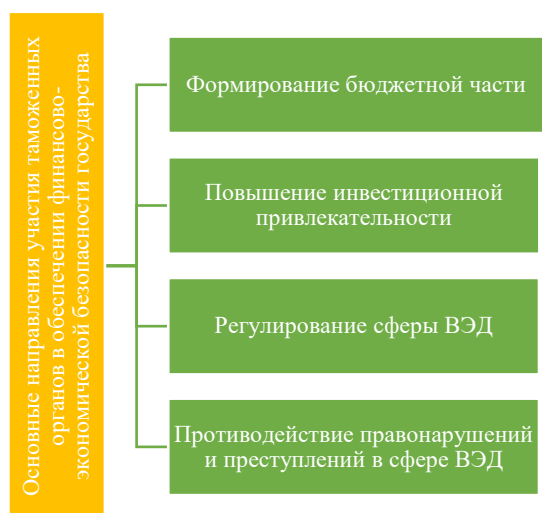 Основные направления участия таможенных
органов в обеспечении финансово-
экономической безопасности государства
Формирование бюджетной части
Повышение инвестиционной
привлекательности
Регулирование сферы ВЭД
Противодействие правонарушений
и преступлений в сфере ВЭД